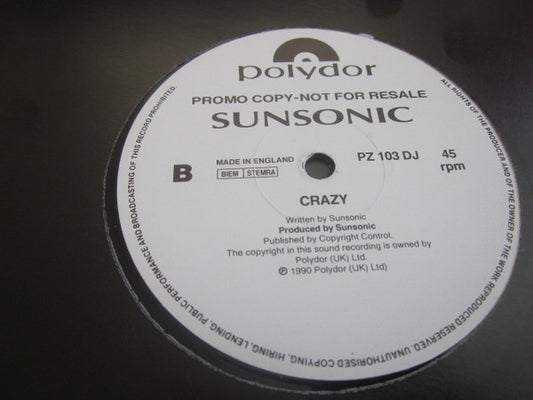 polydor
PROMO COPY-NOT FOR RESALE
SUNSONIC
B
MADE IN ENGLAND
BIEM STEMRA
PZ 103 DJ
45
rpm
CRAZY
Written by Sunsonic
Produced by Sunsonic
Published by Copyright Control.
The copyright in this sound recording is owned by
Polydor (UK) Ltd.
℗ 1990 Polydor (UK) Ltd)
ALL RIGHTS OF THE PRODUCER AND OF THE OWNER OF THE WORK REPRODUCED RESERVED. UNAUTHORISED COPYING, HIRING, LENDING, PUBLIC PERFORMANCE AND BROADCASTING OF THIS RECORD PROHIBITED.